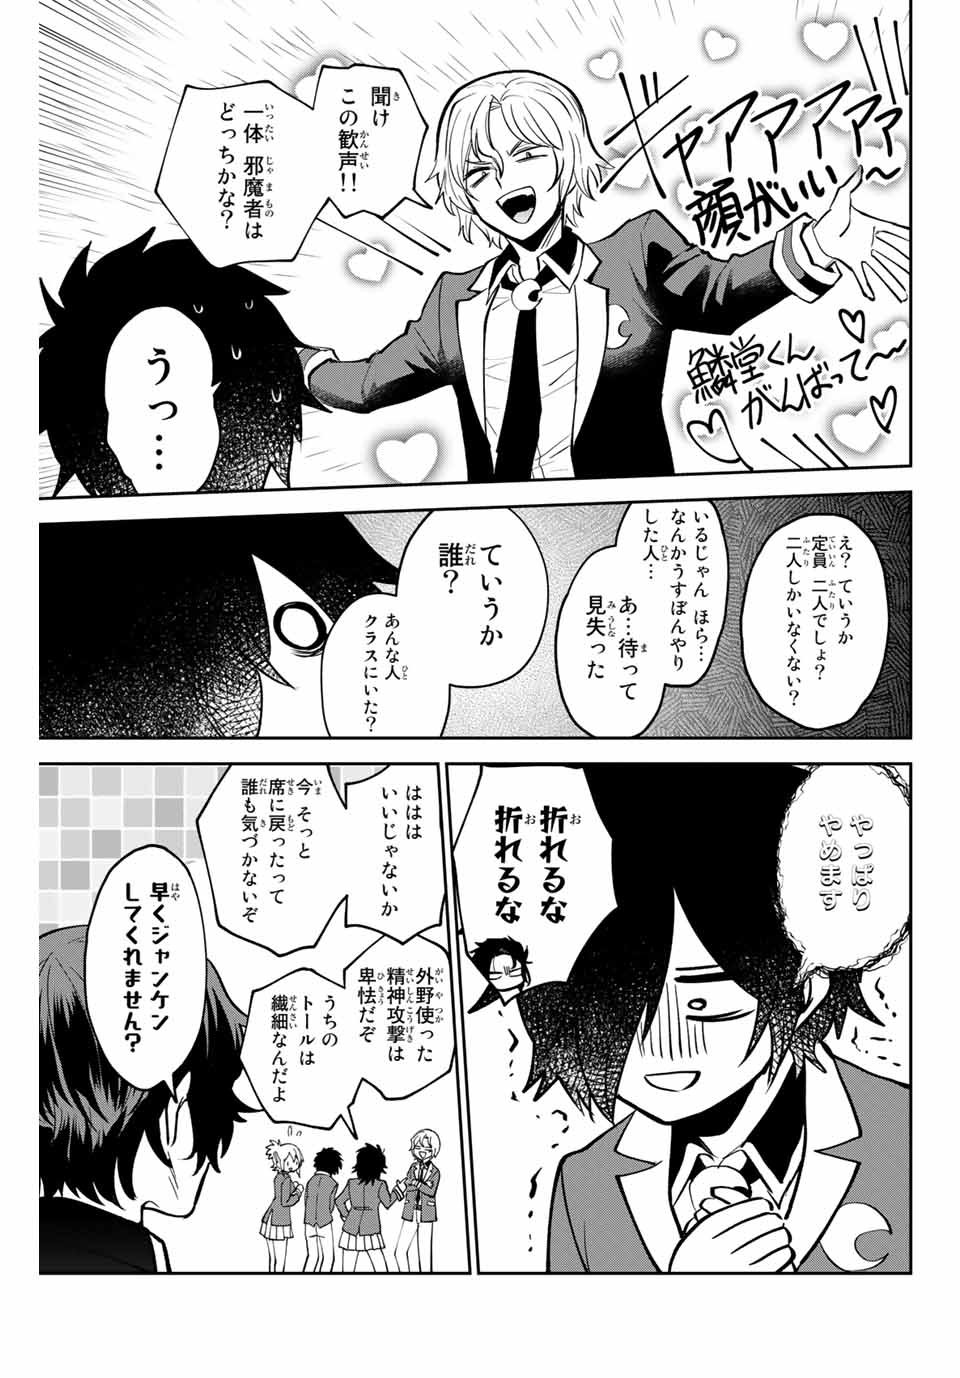 ギャアアアアアア
顔がいい〜
鱗堂くん
がんばって〜
聞け
この歓声!!
一体 邪魔者は
どっちかな?
うっ…
え? ていうか
定員 二人でしょ?
二人しかいなくない?
いるじゃん ほら…
なんかうすぼんやり
した人…
あ…待って
見失った
ていうか
誰?
あんな人
クラスにいた?
やっぱり
やめます
折れるな
折れるな
ははは
いいじゃないか
今 そっと
席に戻ったって
誰も気づかないぞ
外野使った
精神攻撃は
卑怯だぞ
うちの
トールは
繊細なんだよ
早くジャンケン
してくれません?